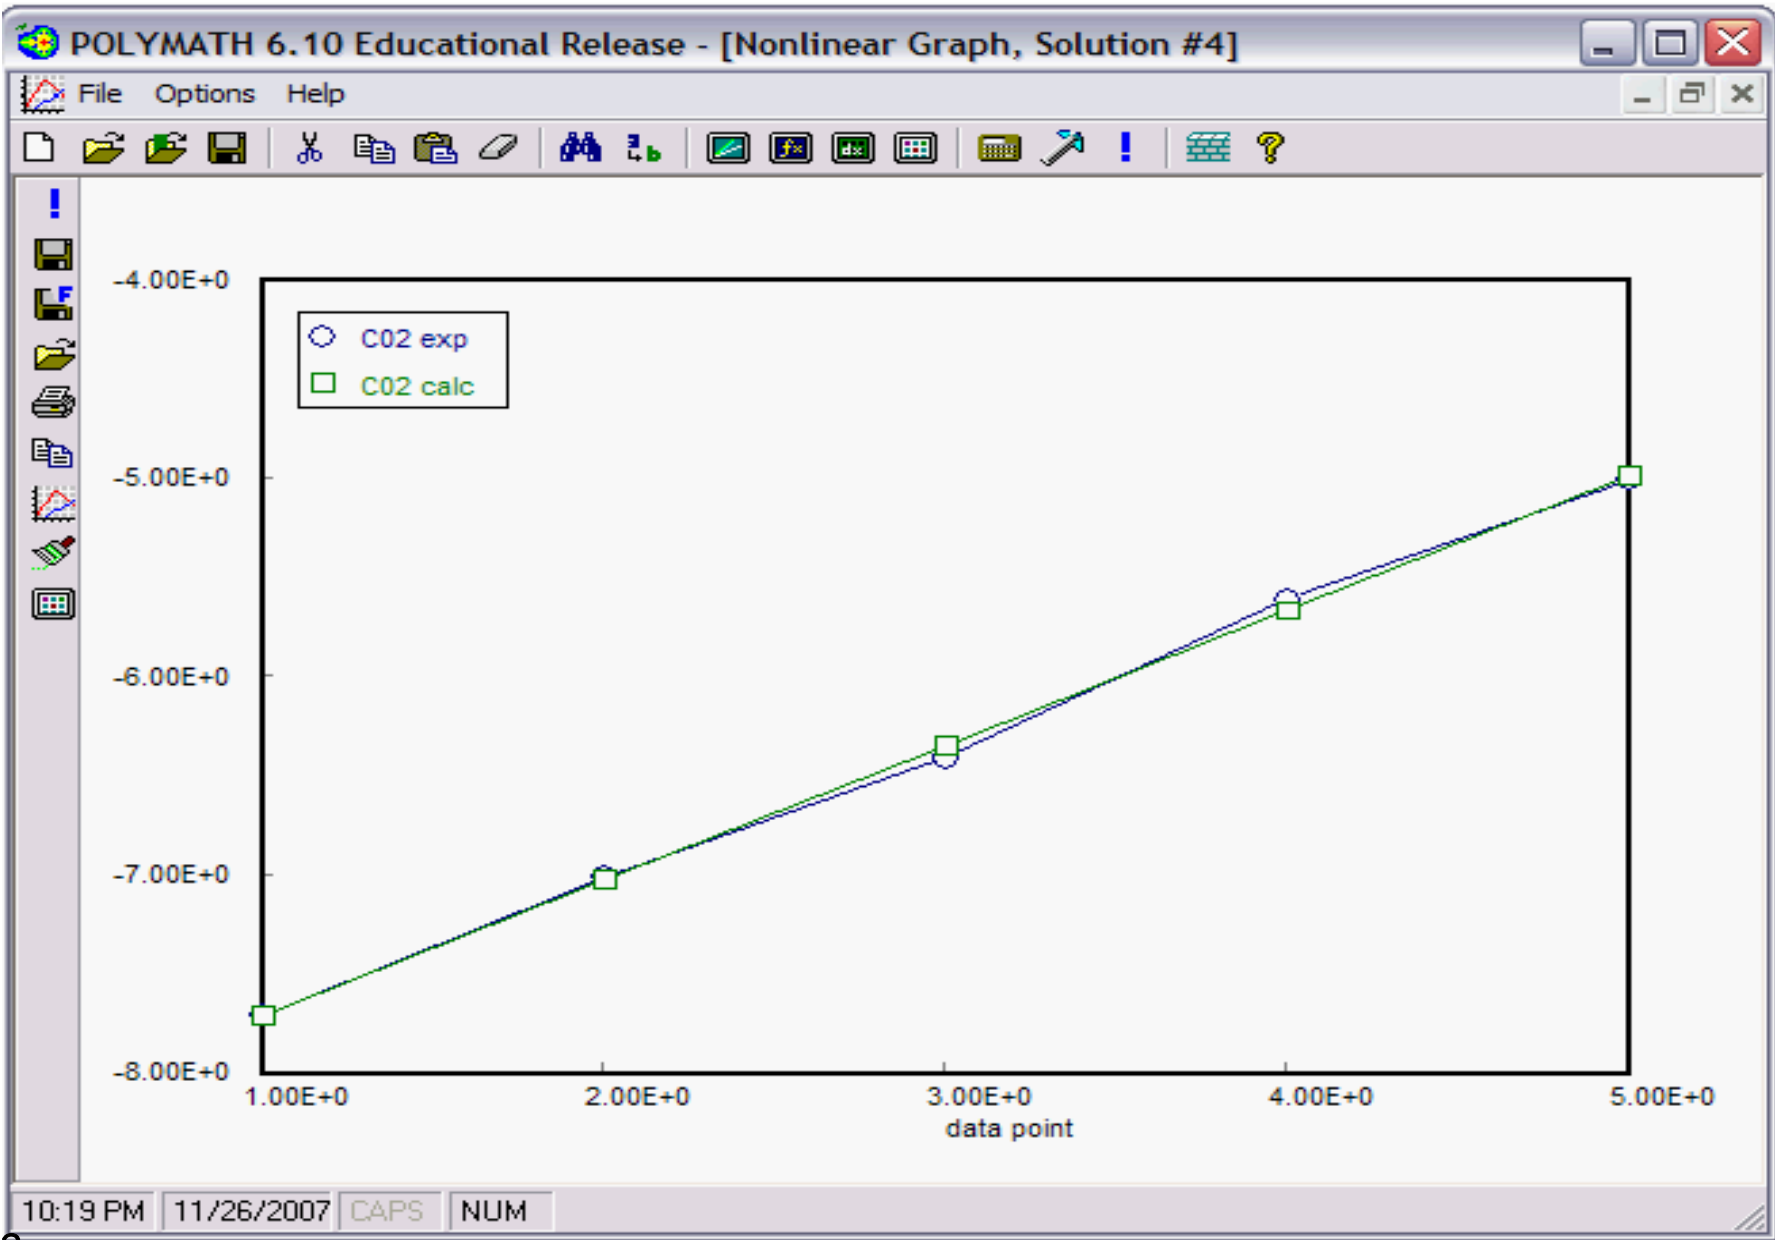 POLYMATH 6.10 Educational Release - [Nonlinear Graph, Solution #4]
File Options Help
-4.00E+0
C02 exp
C02 calc
-5.00E+0
-6.00E+0
-7.00E+0
-8.00E+0
1.00E+0 2.00E+0 3.00E+0 4.00E+0 5.00E+0
data point
10:19 PM 11/26/2007 CAPS NUM